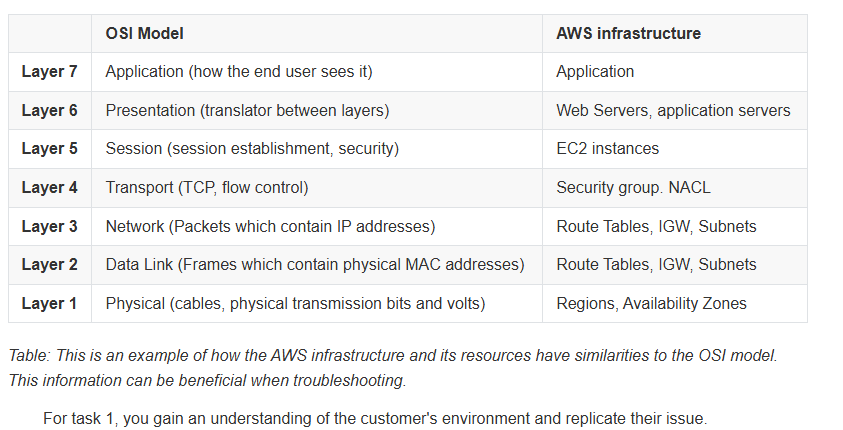 OSI Model AWS infrastructure
Layer 7 Application (how the end user sees it) Application
Layer 6 Presentation (translator between layers) Web Servers, application servers
Layer 5 Session (session establishment, security) EC2 instances
Layer 4 Transport (TCP, flow control) Security group. NACL
Layer 3 Network (Packets which contain IP addresses) Route Tables, IGW, Subnets
Layer 2 Data Link (Frames which contain physical MAC addresses) Route Tables, IGW, Subnets
Layer 1 Physical (cables, physical transmission bits and volts) Regions, Availability Zones
Table: This is an example of how the AWS infrastructure and its resources have similarities to the OSI model.
This information can be beneficial when troubleshooting.
For task 1, you gain an understanding of the customer's environment and replicate their issue.